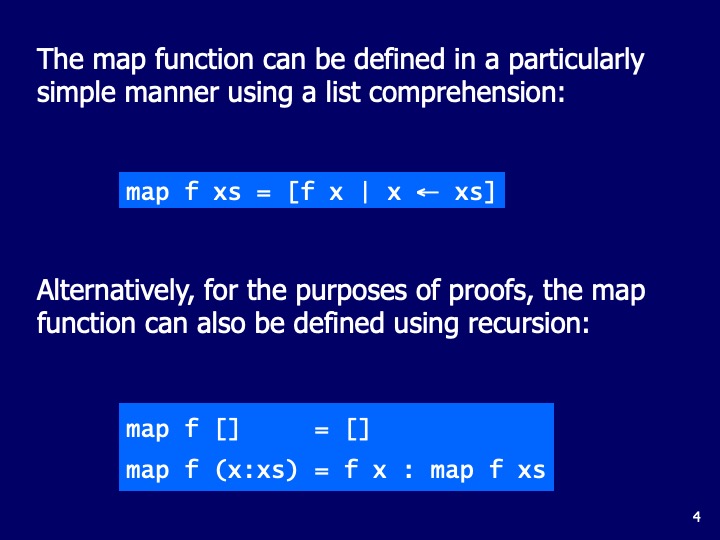 The map function can be defined in a particularly
simple manner using a list comprehension:
map f xs = [f x | x ← xs]
Alternatively, for the purposes of proofs, the map
function can also be defined using recursion:
map f []     = []
map f (x:xs) = f x : map f xs
4